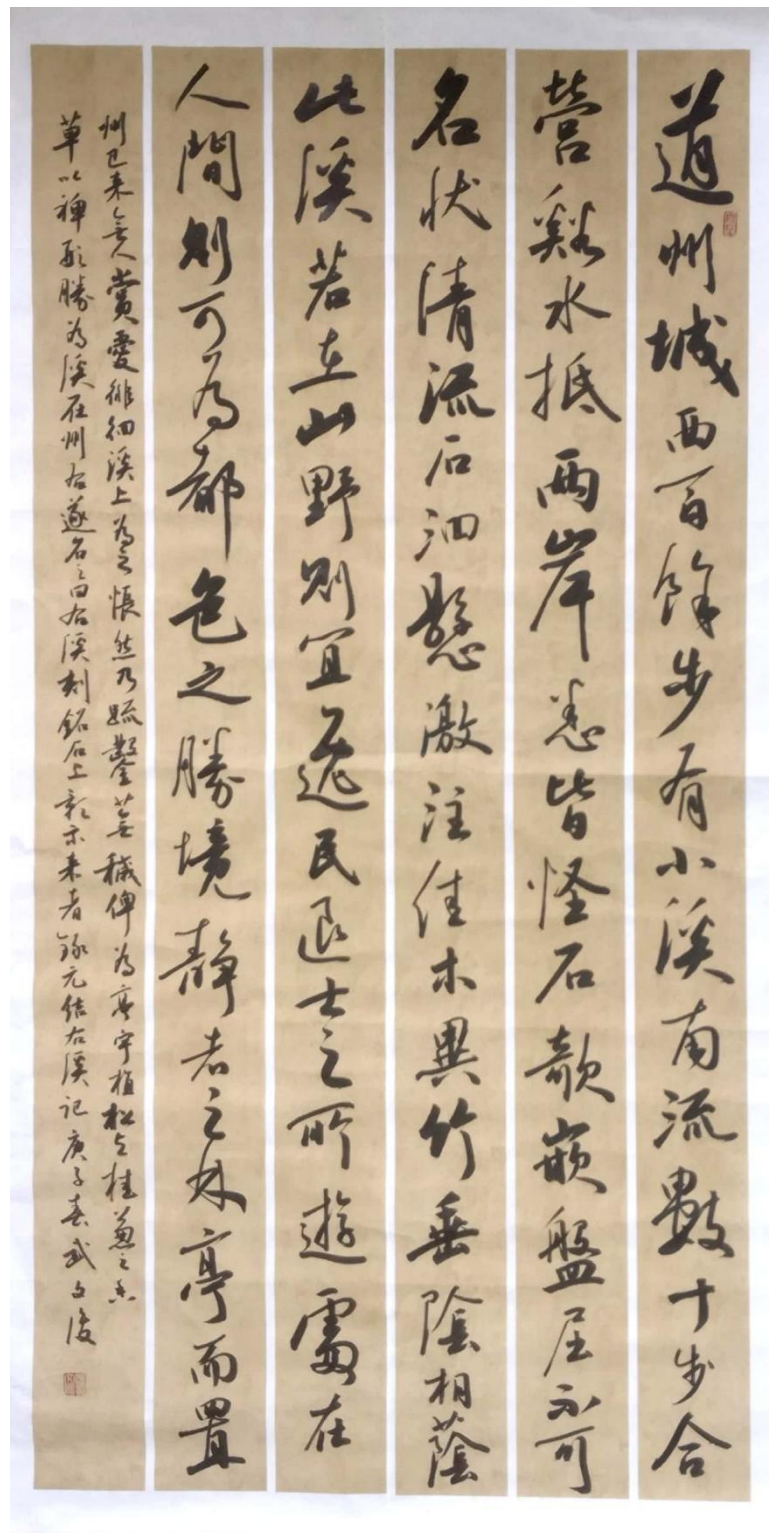 道州城西百餘步有小溪南流數十步合
營谿水抵兩岸悉皆怪石欹嵌盤屈不可
名狀清流石泗懸激注佳木異竹垂陰相蔭
此溪若在山野則宜逸民退士之所遊處在
人間則可為都邑之勝境靜者之林亭而置
州已來無人賞愛徘徊溪上為之悵然乃疏鑿蕪穢俾為亭宇植松與桂兼之香
草以裨形勝為溪在州右遂名之曰右溪刻銘石上彰示來者錄元結右溪記庚子春武文俊